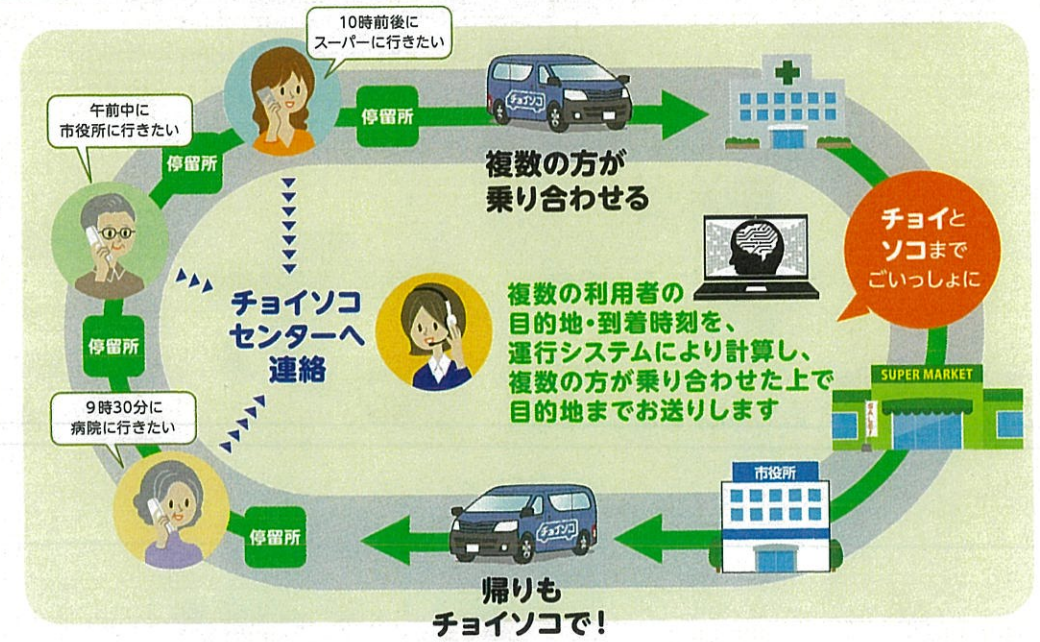 10時前後に
スーパーに行きたい
午前中に
市役所に行きたい
停留所
停留所
チョイソコ
複数の方が
乗り合わせる
チョイと
ソコまで
ごいっしょに
チョイソコ
センターへ
連絡
複数の利用者の
目的地・到着時刻を、
運行システムにより計算し、
複数の方が乗り合わせた上で
目的地までお送りします
停留所
SUPER MARKET
9時30分に
病院に行きたい
停留所
チョイソコ
市役所
帰りも
チョイソコで!